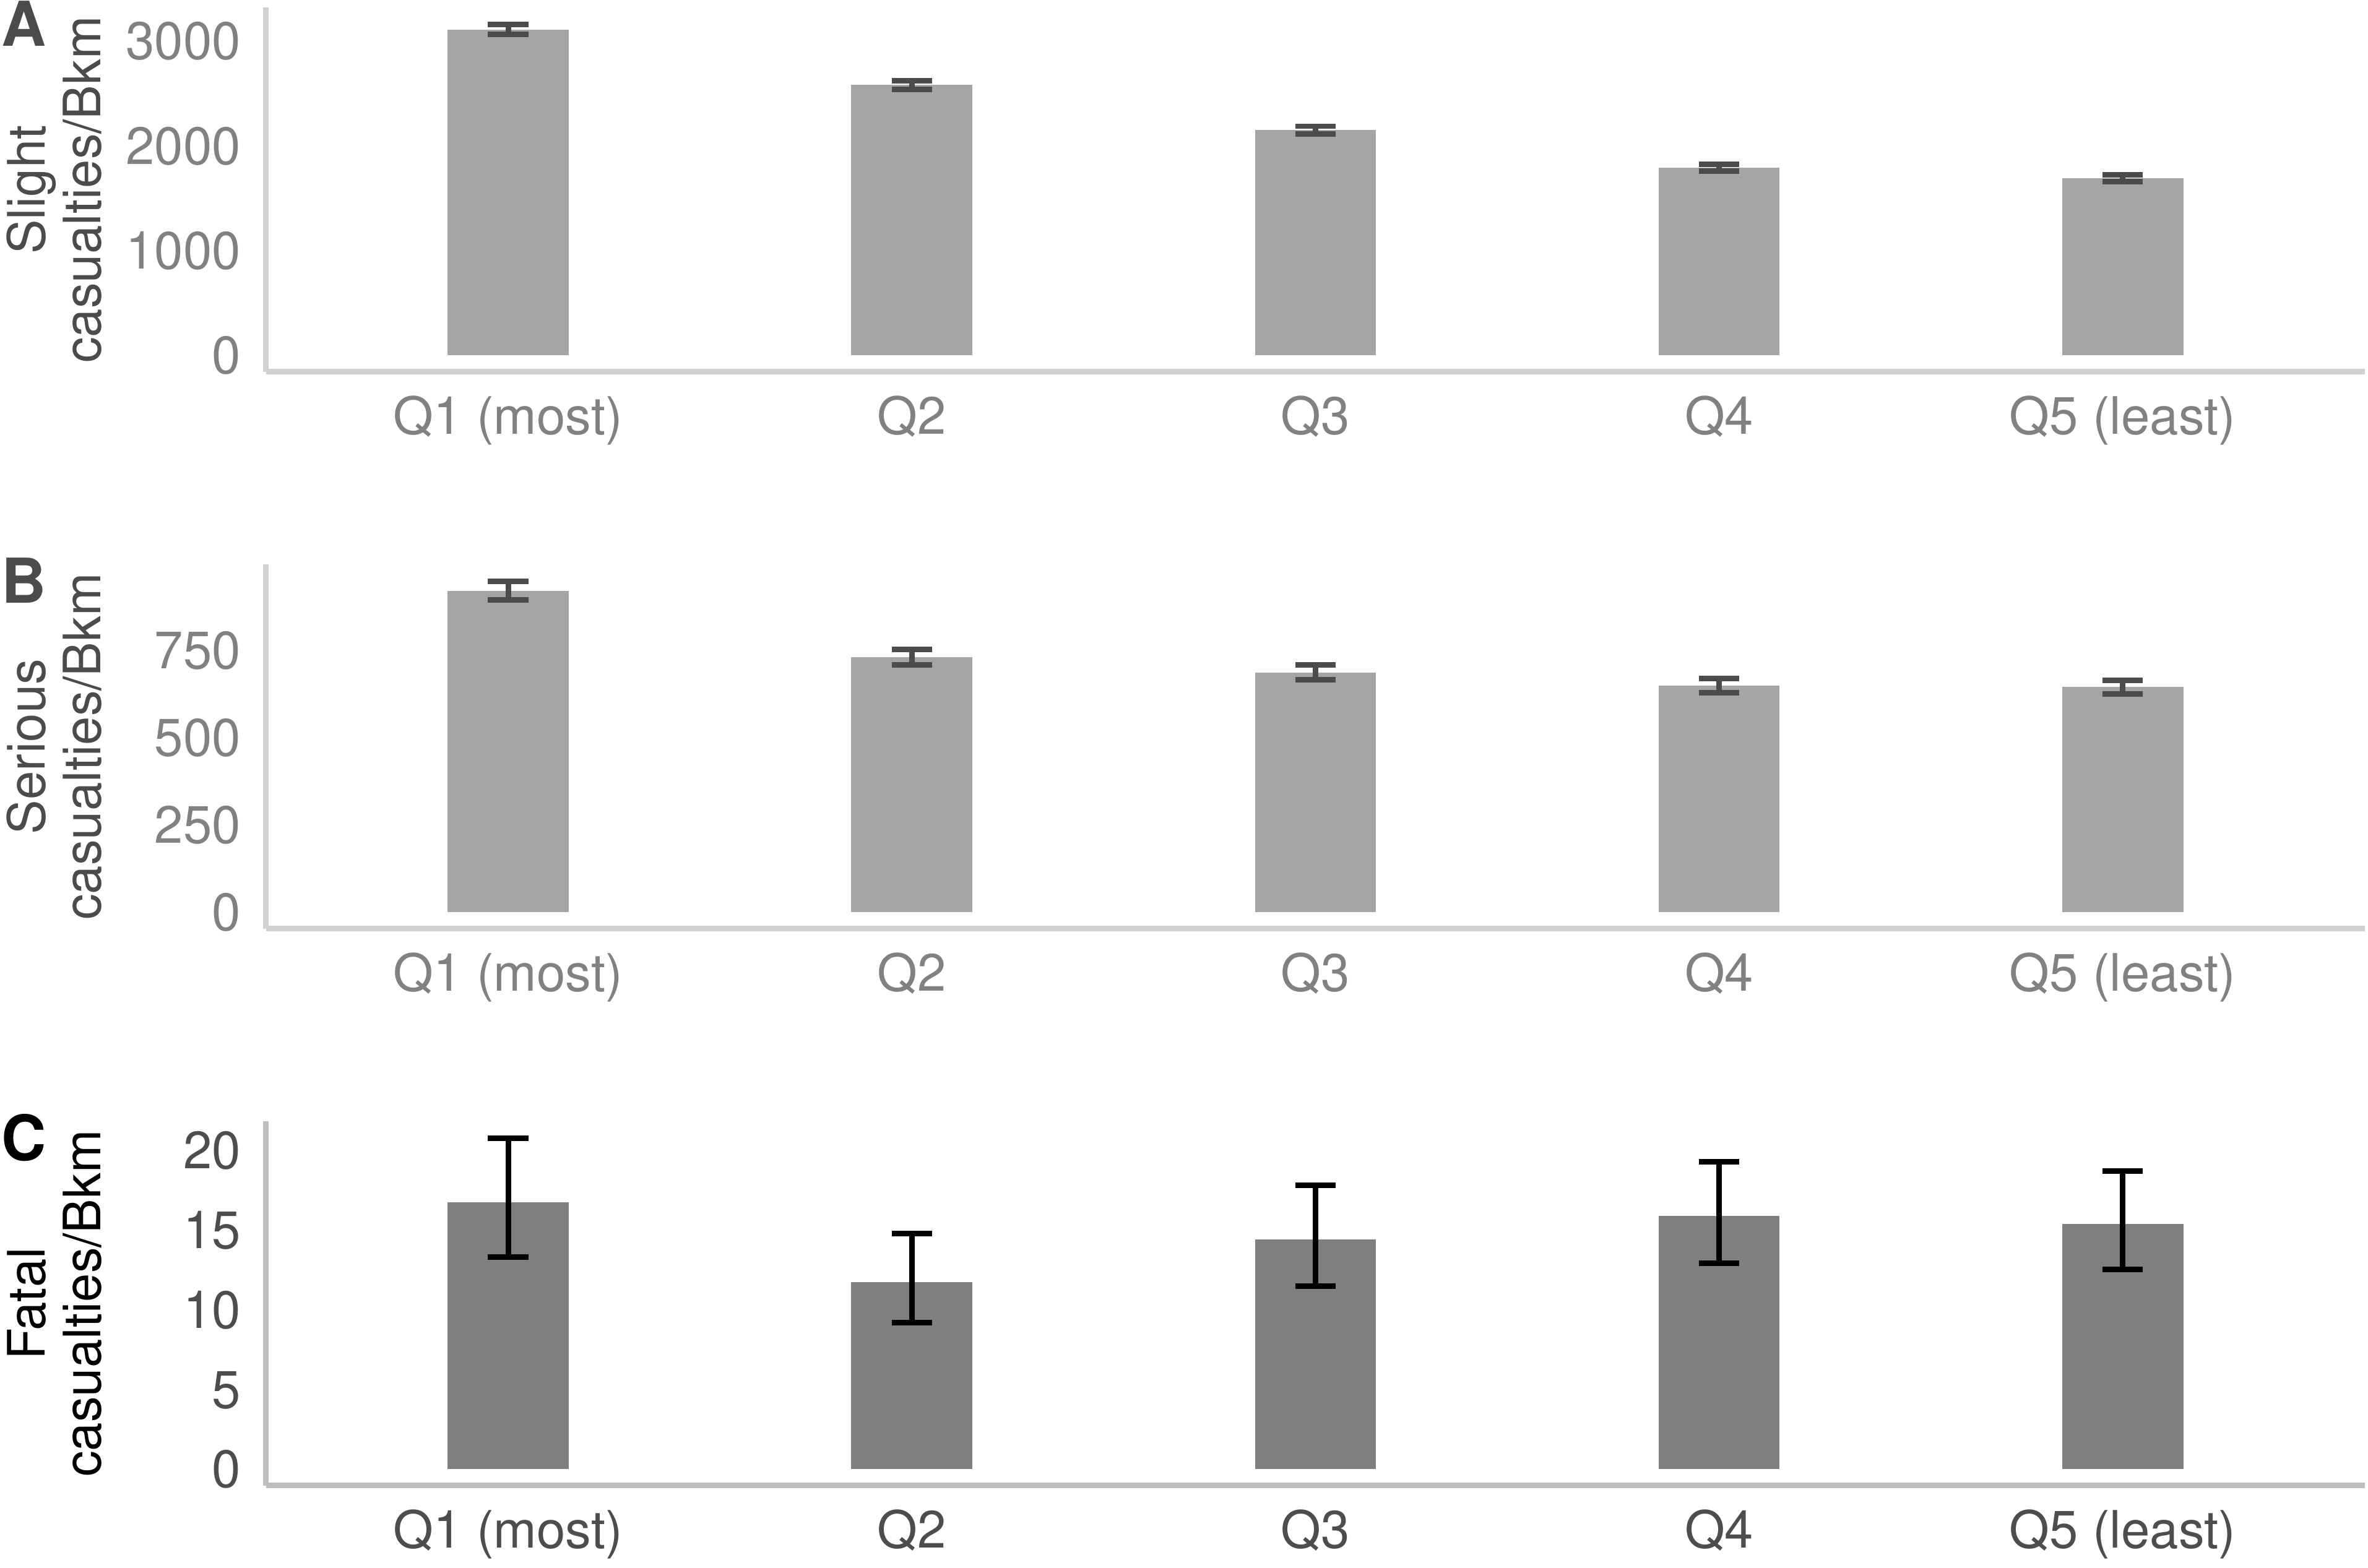 A
Slight
casualties/Bkm
3000
2000
1000
0
Q1 (most) Q2 Q3 Q4 Q5 (least)
B
Serious
casualties/Bkm
750
500
250
0
Q1 (most) Q2 Q3 Q4 Q5 (least)
C
Fatal
casualties/Bkm
20
15
10
5
0
Q1 (most) Q2 Q3 Q4 Q5 (least)